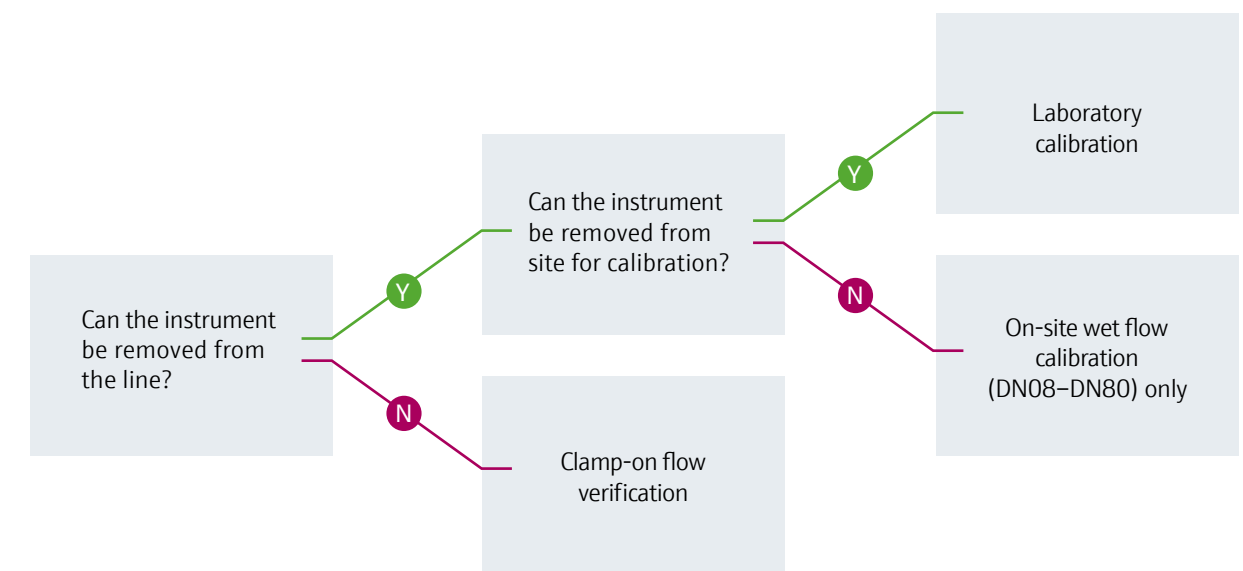 Can the instrument
be removed from
the line?
Y
N
Can the instrument
be removed from
site for calibration?
Clamp-on flow
verification
Y
N
Laboratory
calibration
On-site wet flow
calibration
(DN08–DN80) only